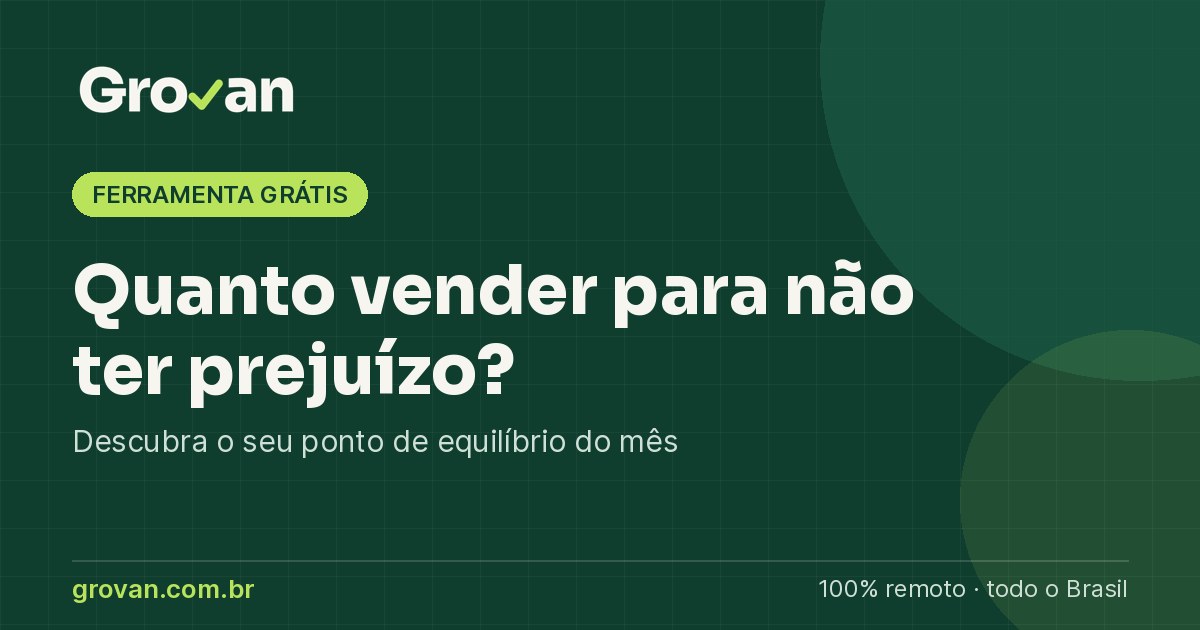 Grovan
FERRAMENTA GRÁTIS
Quanto vender para não
ter prejuízo?
Descubra o seu ponto de equilíbrio do mês
grovan.com.br
100% remoto · todo o Brasil